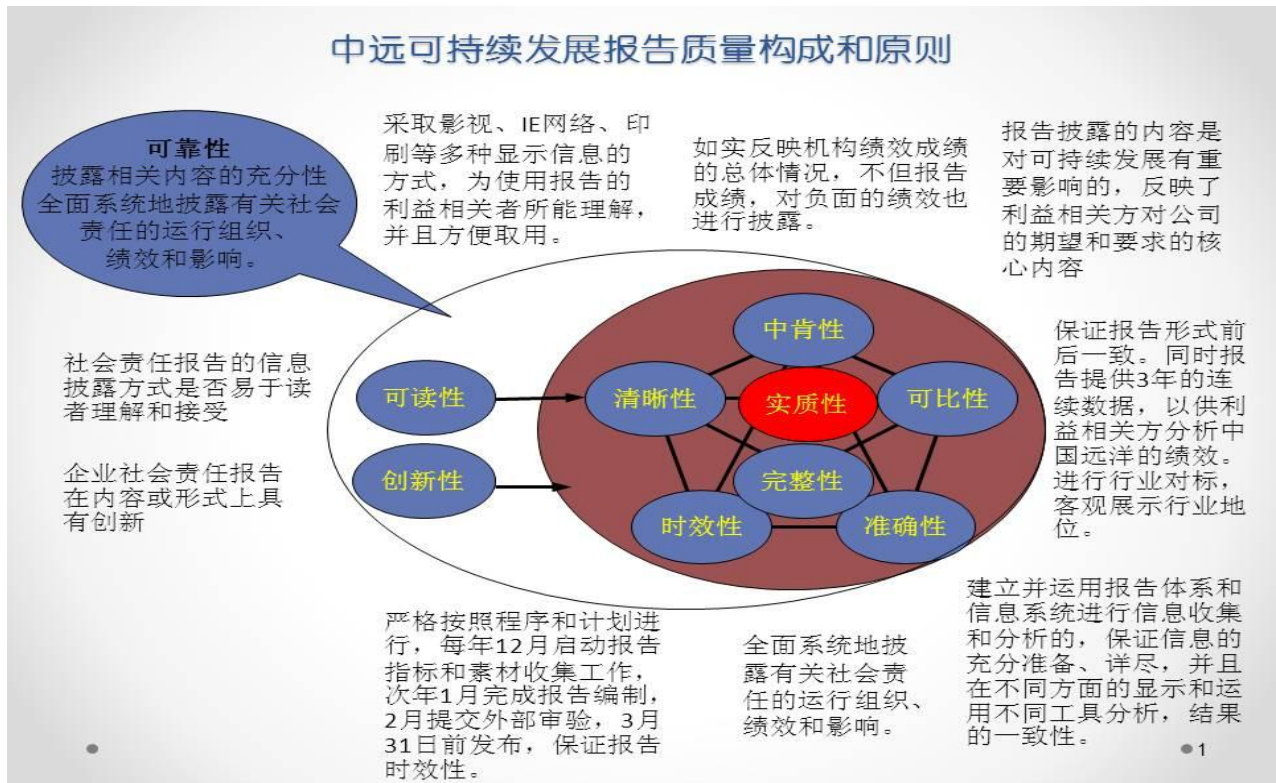 中远可持续发展报告质量构成和原则
可靠性
披露相关内容的充分性
全面系统地披露有关社会
责任的运行组织、
绩效和影响。
采取影视、IE网络、印
刷等多种显示信息的
方式，为使用报告的
利益相关者所能理解，
并且方便取用。
如实反映机构绩效成绩
的总体情况，不但报告
成绩，对负面的绩效也
进行披露。
报告披露的内容是
对可持续发展有重
要影响的，反映了
利益相关方对公司
的期望和要求的核
心内容
社会责任报告的信息
披露方式是否易于读
者理解和接受
企业社会责任报告
在内容或形式上具
有创新
可读性
创新性
中肯性
清晰性
实质性
可比性
完整性
时效性
准确性
保证报告形式前
后一致。同时报
告提供3年的连
续数据，以供利
益相关方分析中
国远洋的绩效。
进行行业对标，
客观展示行业地
位。
严格按照程序和计划进
行，每年12月启动报告
指标和素材收集工作，
次年1月完成报告编制，
2月提交外部审验，3月
31日前发布，保证报告
时效性。
全面系统地披
露有关社会责
任的运行组织、
绩效和影响。
建立并运用报告体系和
信息系统进行信息收集
和分析的，保证信息的
充分准备、详尽，并且
在不同方面的显示和运
用不同工具分析，结果
的一致性。
1